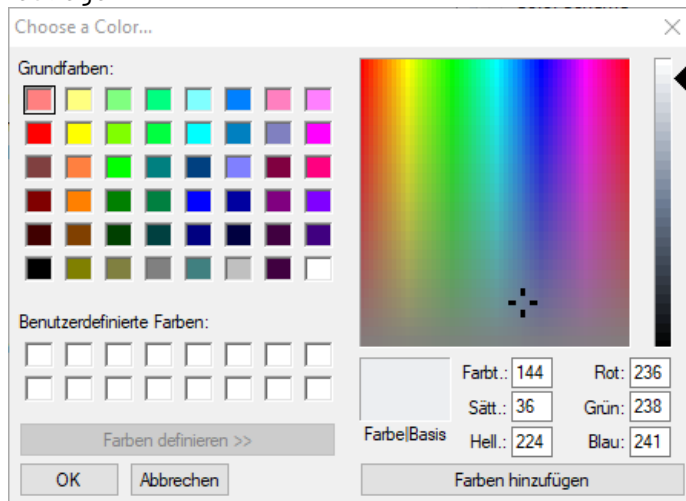 Choose a Color...
Grundfarben:
Benutzerdefinierte Farben:
Farben definieren >>
OK
Abbrechen
Farbe|Basis
Farbt.: 144
Sätt.: 36
Hell.: 224
Rot: 236
Grün: 238
Blau: 241
Farben hinzufügen